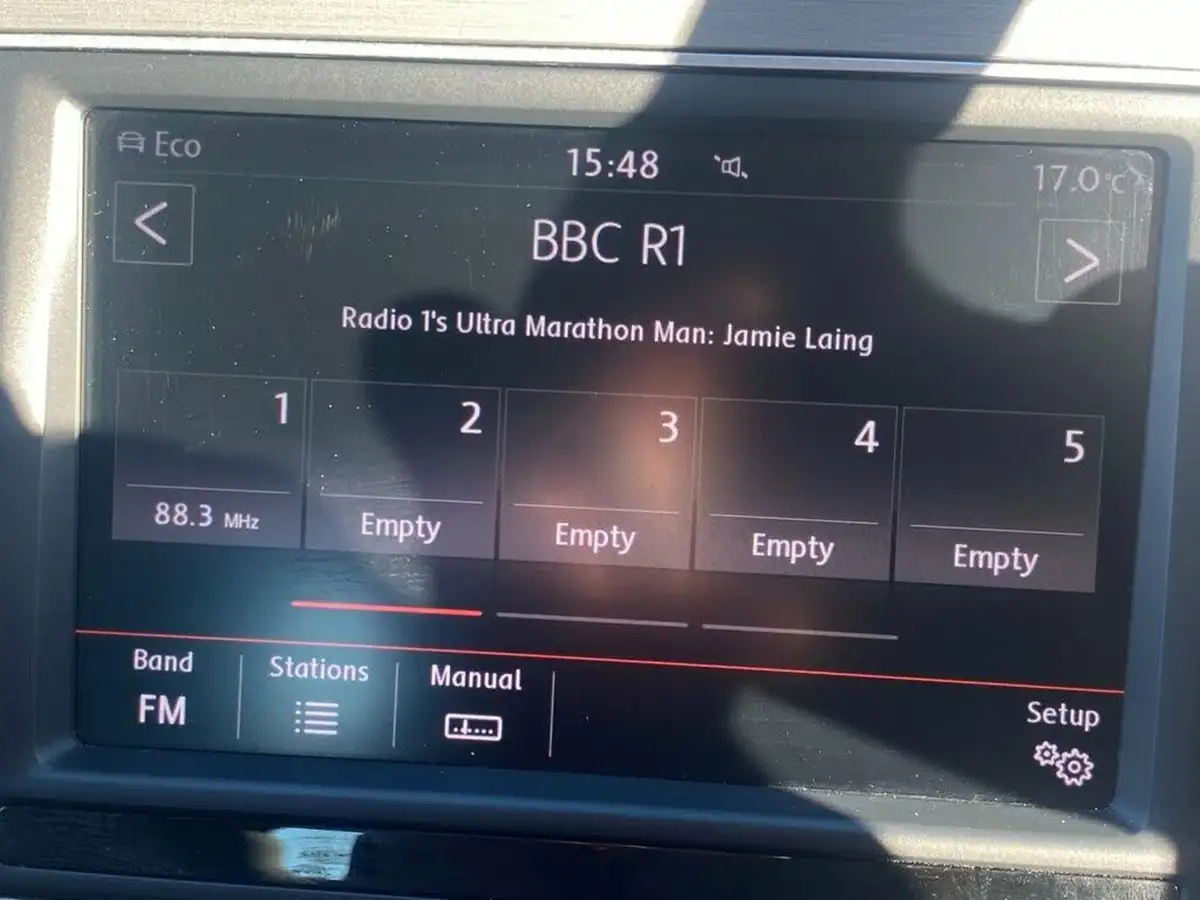 Eco
15:48
17.0°C
<
BBC R1
>
Radio 1's Ultra Marathon Man: Jamie Laing
1
2
3
4
5
88.3 MHz
Empty
Empty
Empty
Empty
Band
Stations
Manual
Setup
FM